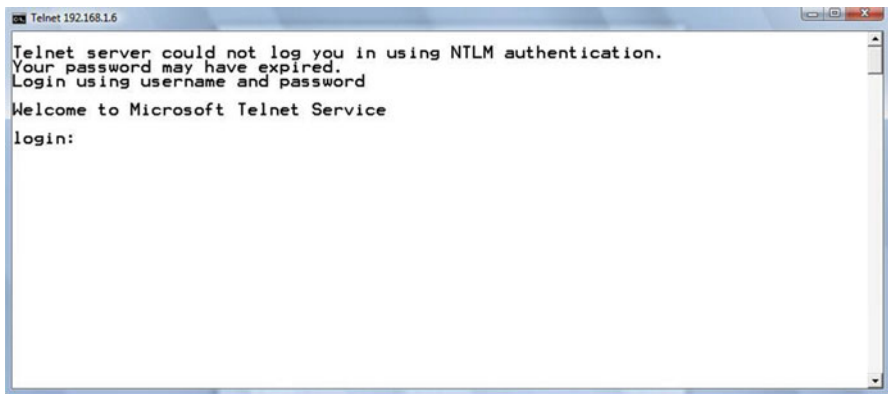 Telnet 192.168.1.6
Telnet server could not log you in using NTLM authentication.
Your password may have expired.
Login using username and password
Welcome to Microsoft Telnet Service
login: